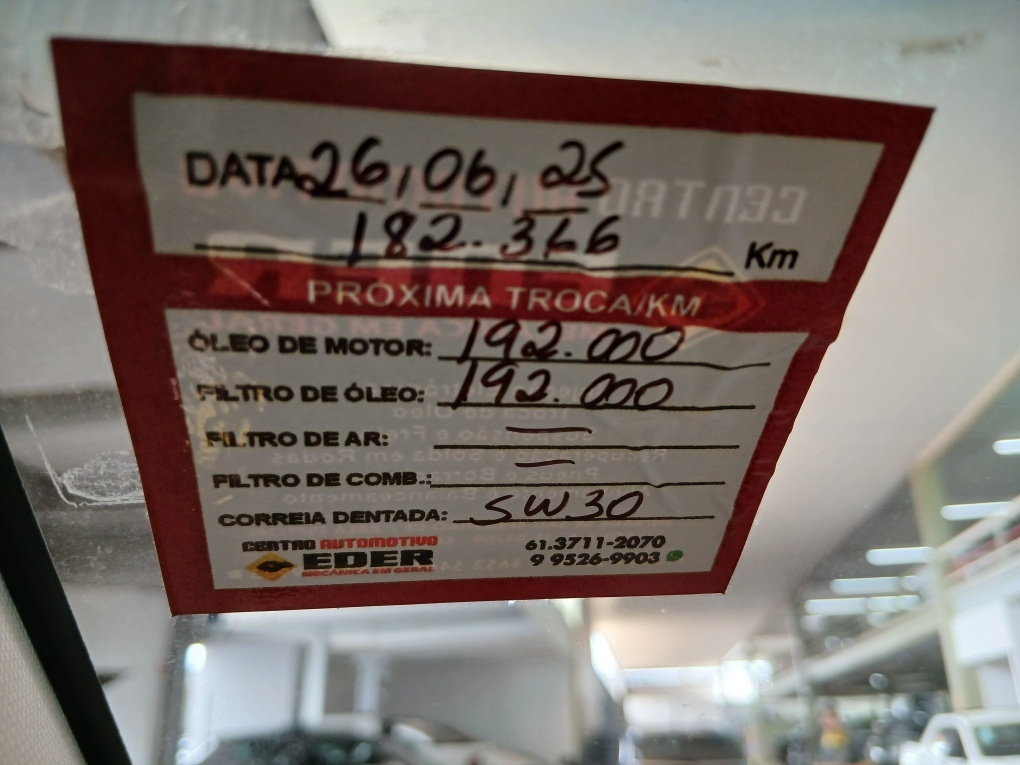 DATA 26, 06, 25
182.366 Km
PRÓXIMA TROCA/KM
ÓLEO DE MOTOR: 192.000
FILTRO DE ÓLEO: 192.000
FILTRO DE AR: —
FILTRO DE COMB.: —
CORREIA DENTADA: 5W30
CENTRO AUTOMOTIVO
EDER
MECÂNICA EM GERAL
61.3711-2070
9 9526-9903